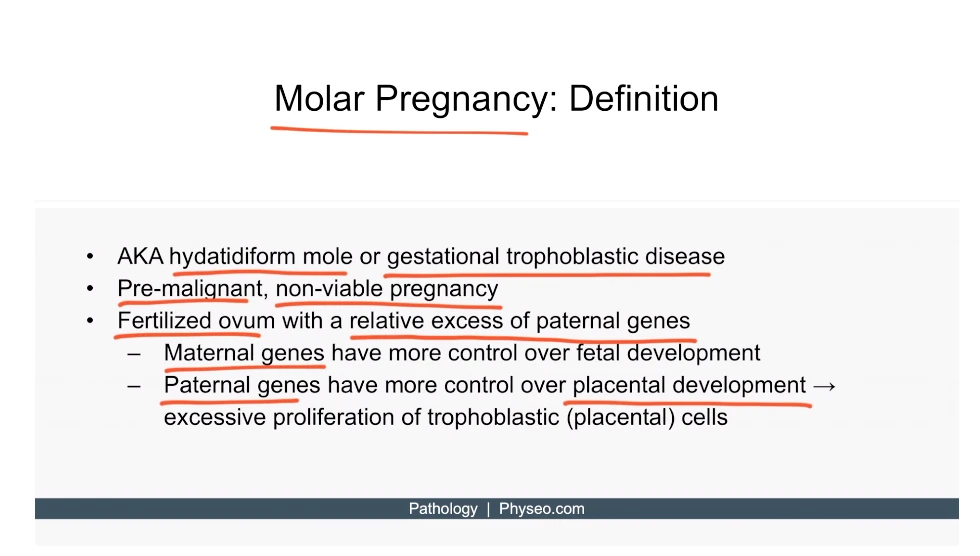 Molar Pregnancy: Definition
• AKA hydatidiform mole or gestational trophoblastic disease
• Pre-malignant, non-viable pregnancy
• Fertilized ovum with a relative excess of paternal genes
– Maternal genes have more control over fetal development
– Paternal genes have more control over placental development →
excessive proliferation of trophoblastic (placental) cells
Pathology | Physeo.com